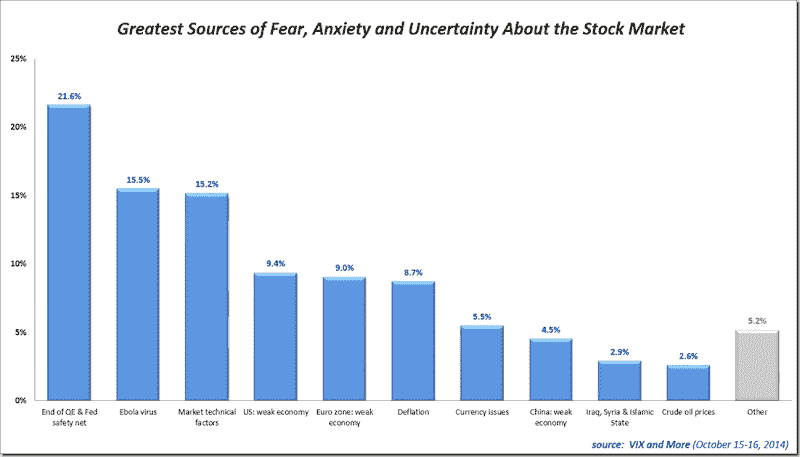 Greatest Sources of Fear, Anxiety and Uncertainty About the Stock Market
25%
20%
15%
10%
5%
0%
21.6%
15.5%
15.2%
9.4%
9.0%
8.7%
5.5%
4.5%
2.9%
2.6%
5.2%
End of QE & Fed
safety net
Ebola virus
Market technical
factors
US: weak economy
Euro zone: weak
economy
Deflation
Currency issues
China: weak
economy
Iraq, Syria & Islamic
State
Crude oil prices
Other
source: VIX and More (October 15-16, 2014)